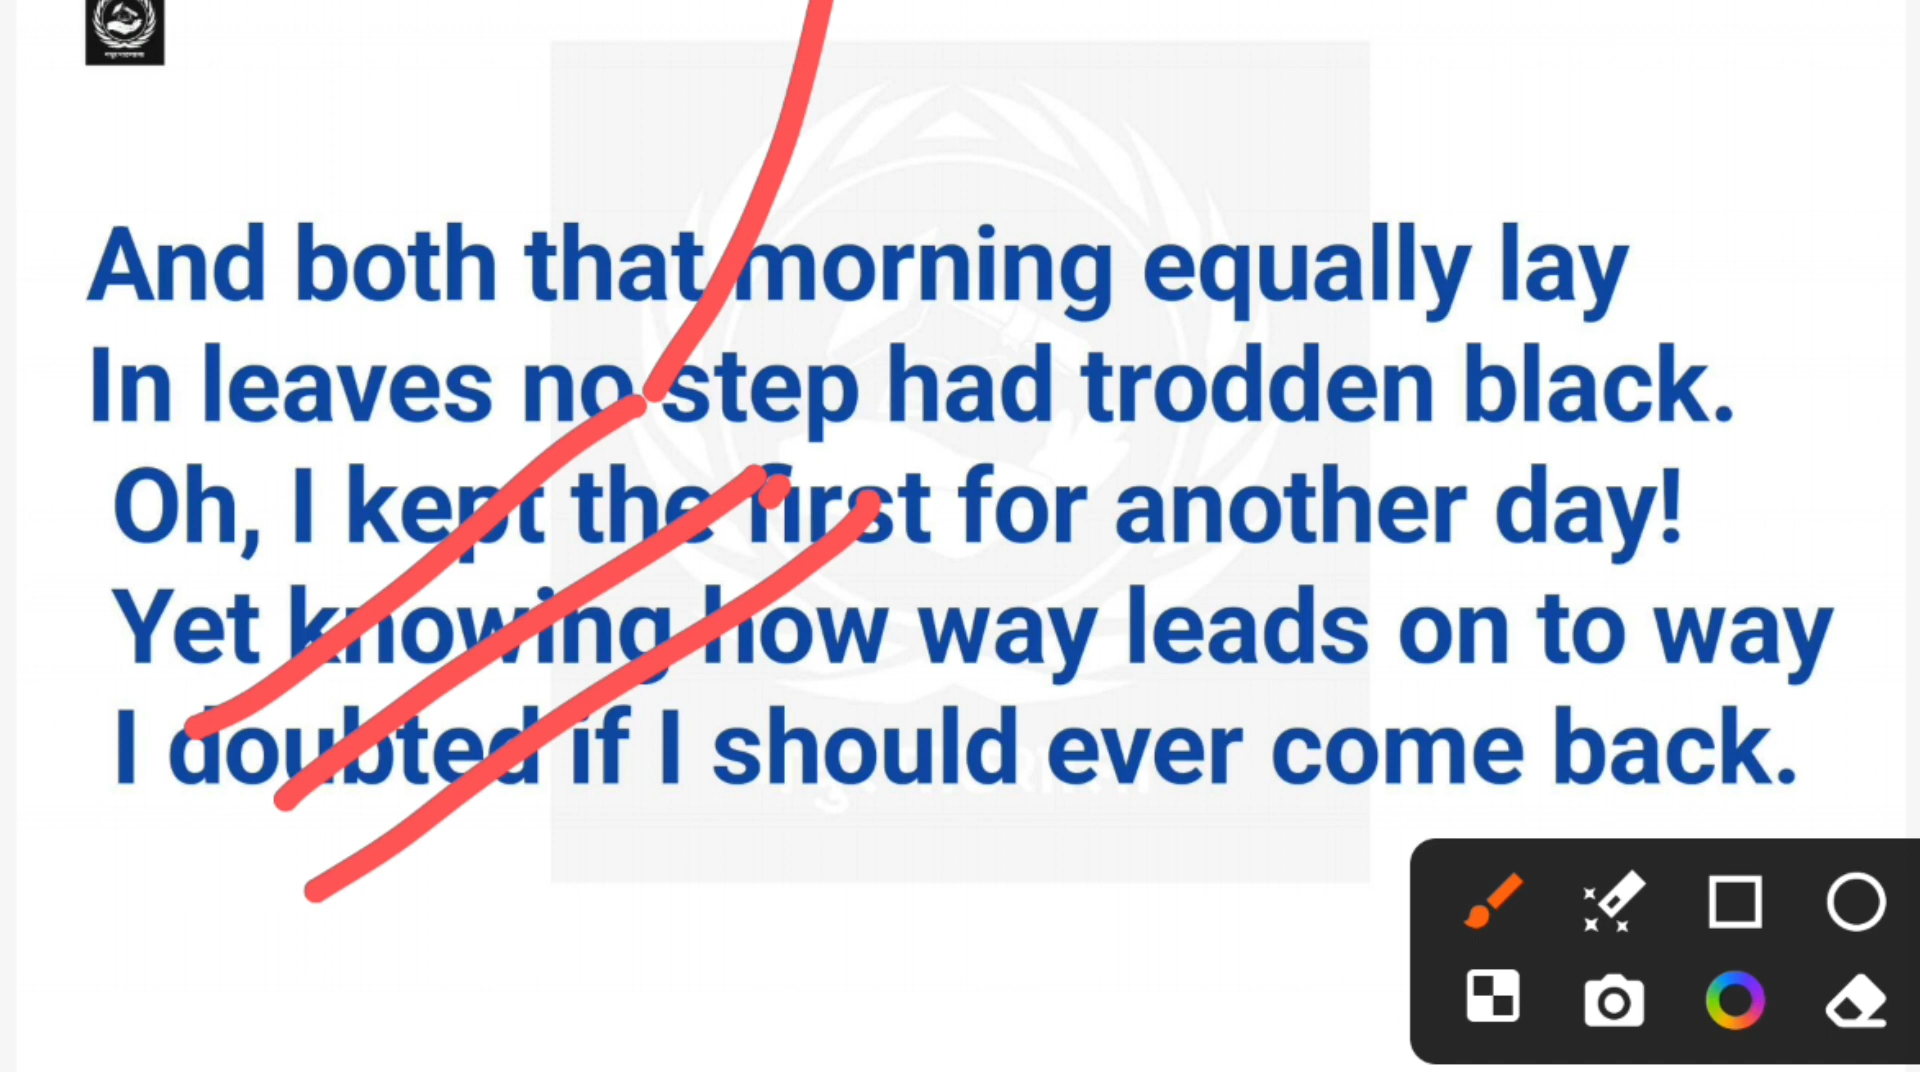 And both that morning equally lay
In leaves no step had trodden black.
Oh, I kept the first for another day!
Yet knowing how way leads on to way
I doubted if I should ever come back.